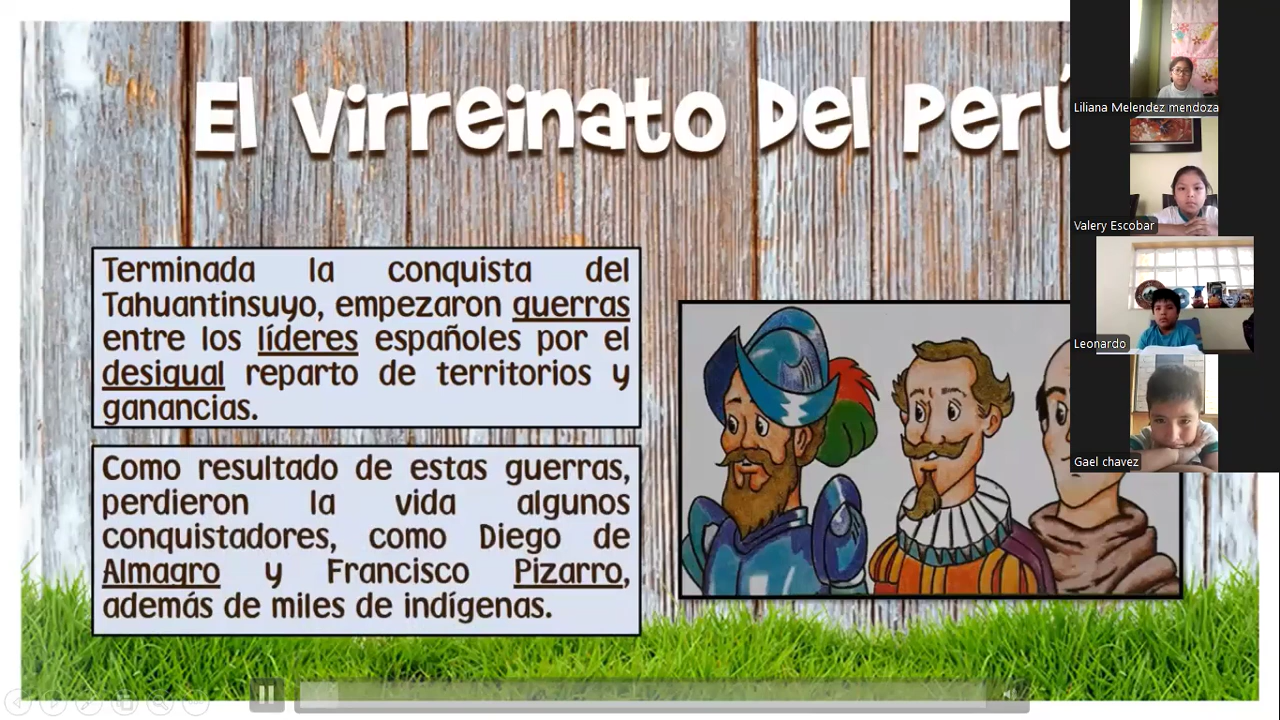 El Virreinato Del Perú
Terminada la conquista del
Tahuantinsuyo, empezaron guerras
entre los líderes españoles por el
desigual reparto de territorios y
ganancias.
Como resultado de estas guerras,
perdieron la vida algunos
conquistadores, como Diego de
Almagro y Francisco Pizarro,
además de miles de indígenas.
Liliana Melendez mendoza
Valery Escobar
Leonardo
Gael chavez